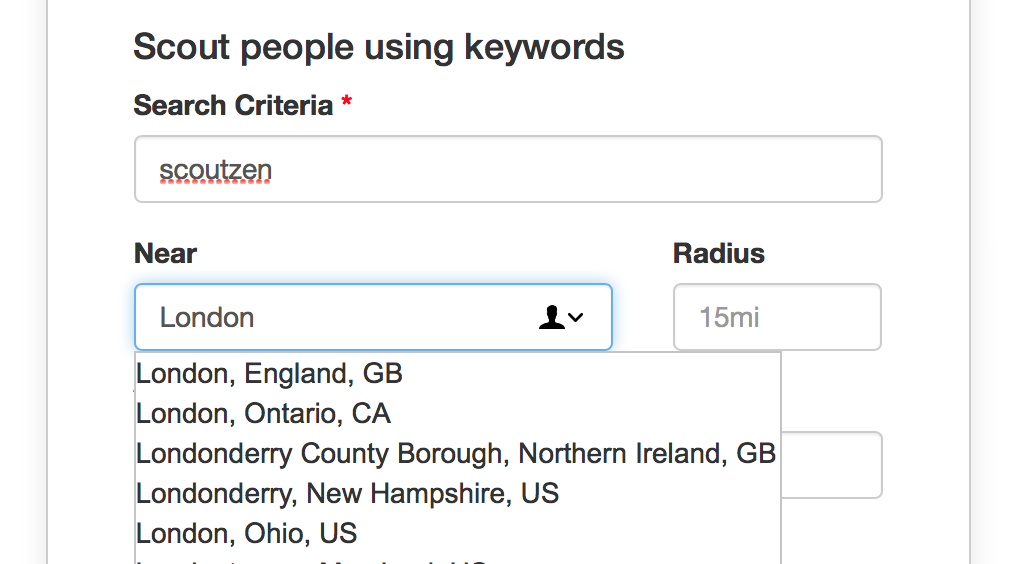 Scout people using keywords
Search Criteria *
scoutzen
Near Radius
London 15mi
London, England, GB
London, Ontario, CA
Londonderry County Borough, Northern Ireland, GB
Londonderry, New Hampshire, US
London, Ohio, US